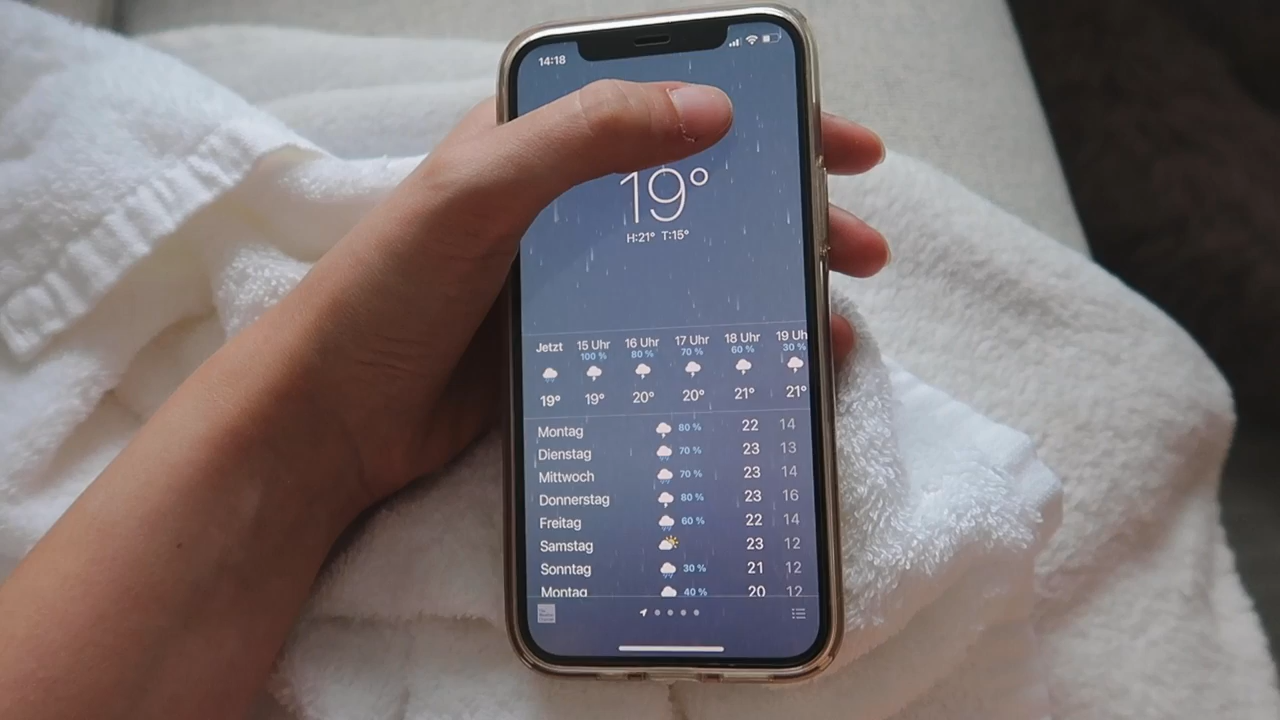 14:18
19°
H:21° T:15°
Jetzt 15 Uhr 16 Uhr 17 Uhr 18 Uhr 19 Uh
100 % 80 % 70 % 60 % 30 %
19° 19° 20° 20° 21° 21°
Montag 80 % 22 14
Dienstag 70 % 23 13
Mittwoch 70 % 23 14
Donnerstag 80 % 23 16
Freitag 60 % 22 14
Samstag 23 12
Sonntag 30 % 21 12
Montag 40 % 20 12